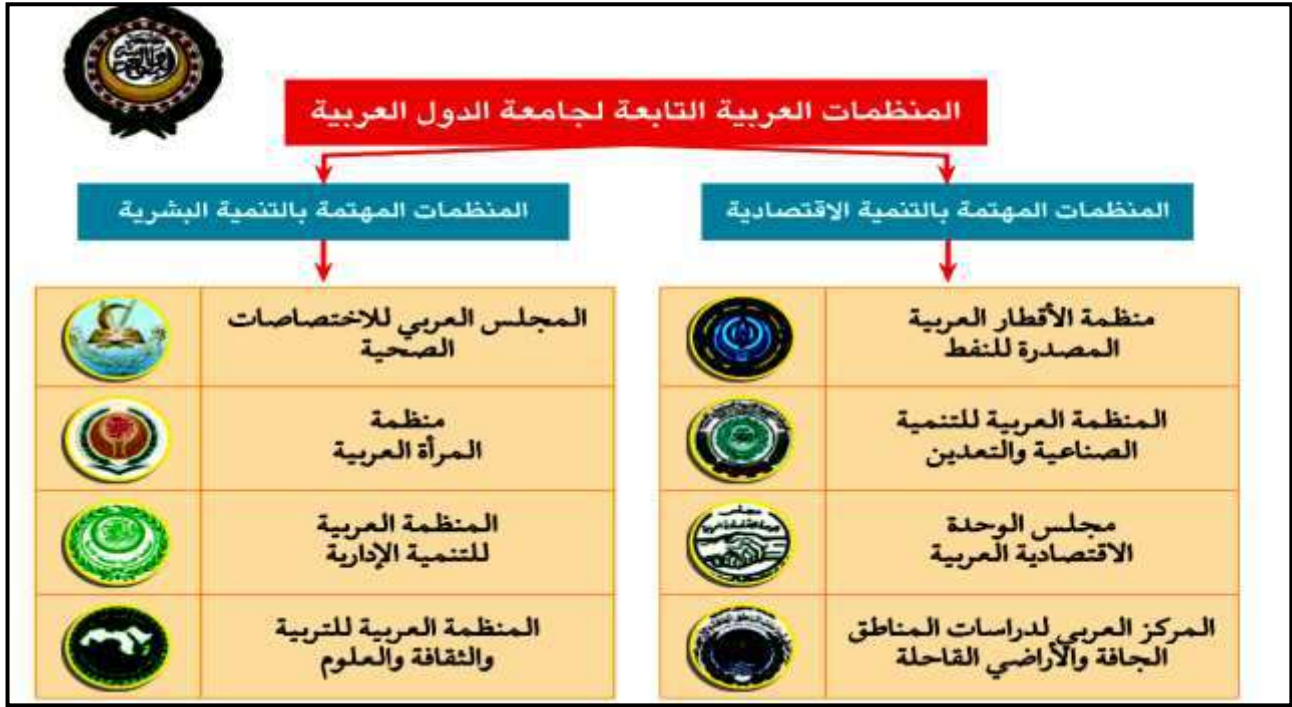 المنظمات العربية التابعة لجامعة الدول العربية
المنظمات المهتمة بالتنمية الاقتصادية
منظمة الأقطار العربية
المصدرة للنفط
المنظمة العربية للتنمية
الصناعية والتعدين
مجلس الوحدة
الاقتصادية العربية
المركز العربي لدراسات المناطق
الجافة والأراضي القاحلة
المنظمات المهتمة بالتنمية البشرية
المجلس العربي للاختصاصات
الصحية
منظمة
المرأة العربية
المنظمة العربية
للتنمية الإدارية
المنظمة العربية للتربية
والثقافة والعلوم
مجلس